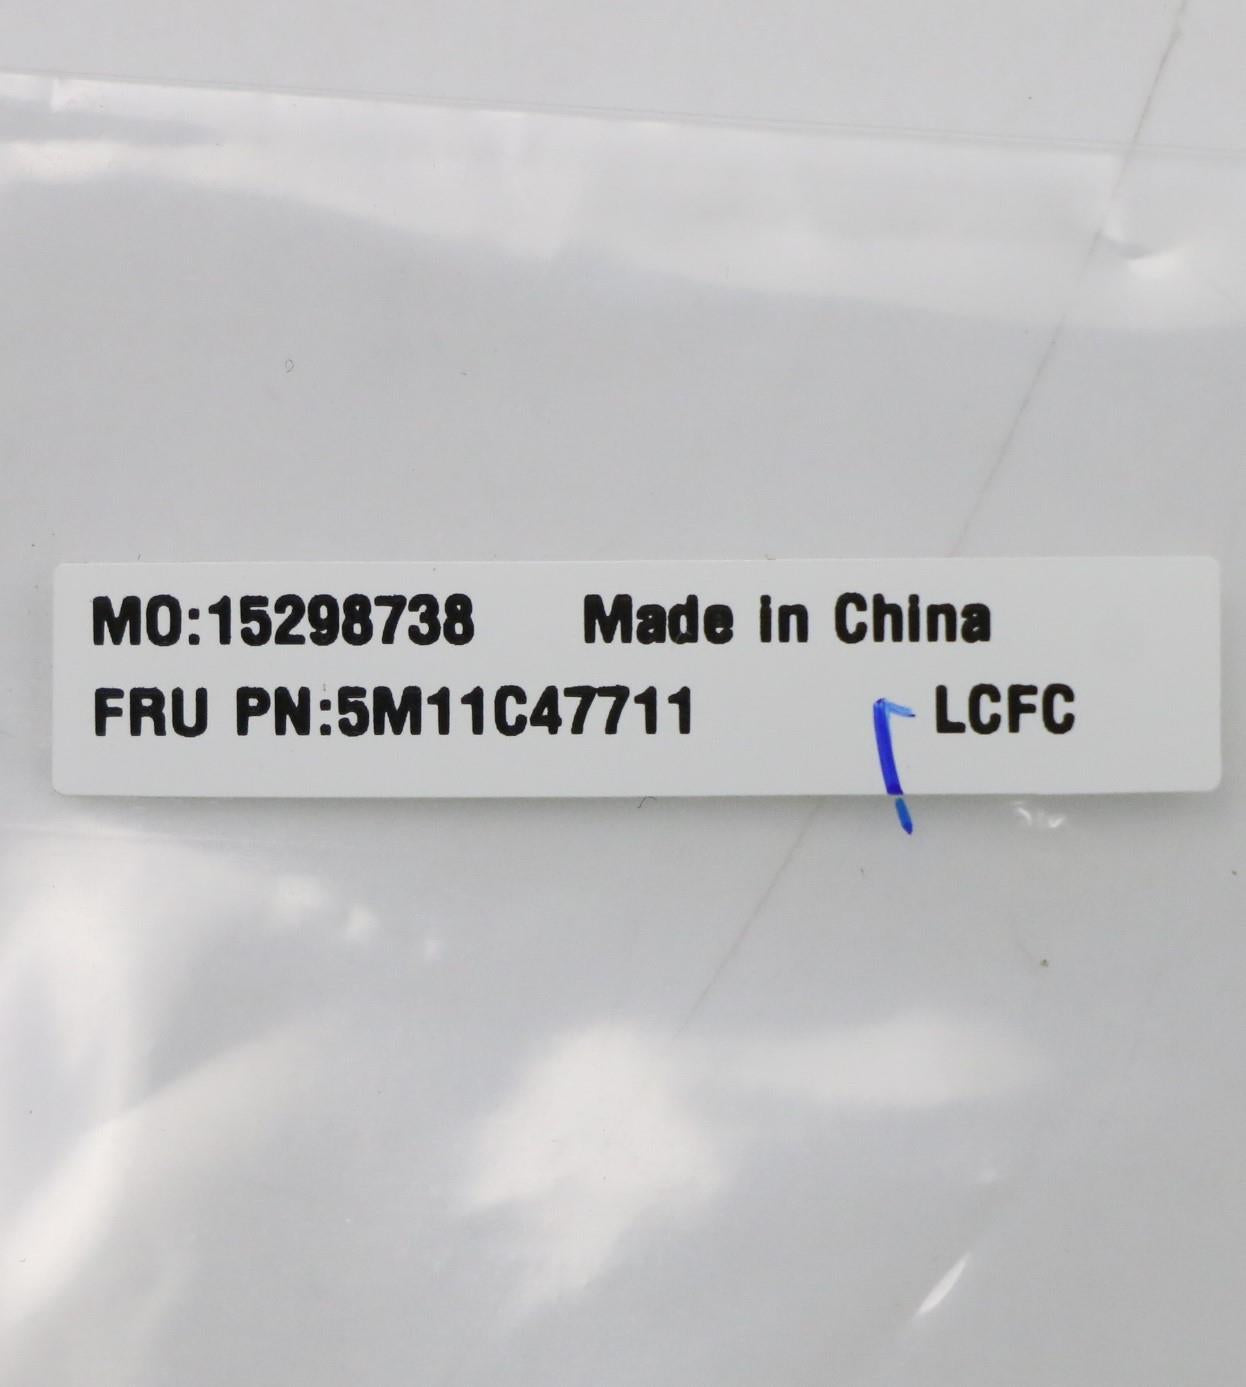 MO:15298738 Made in China
FRU PN:5M11C47711 LCFC